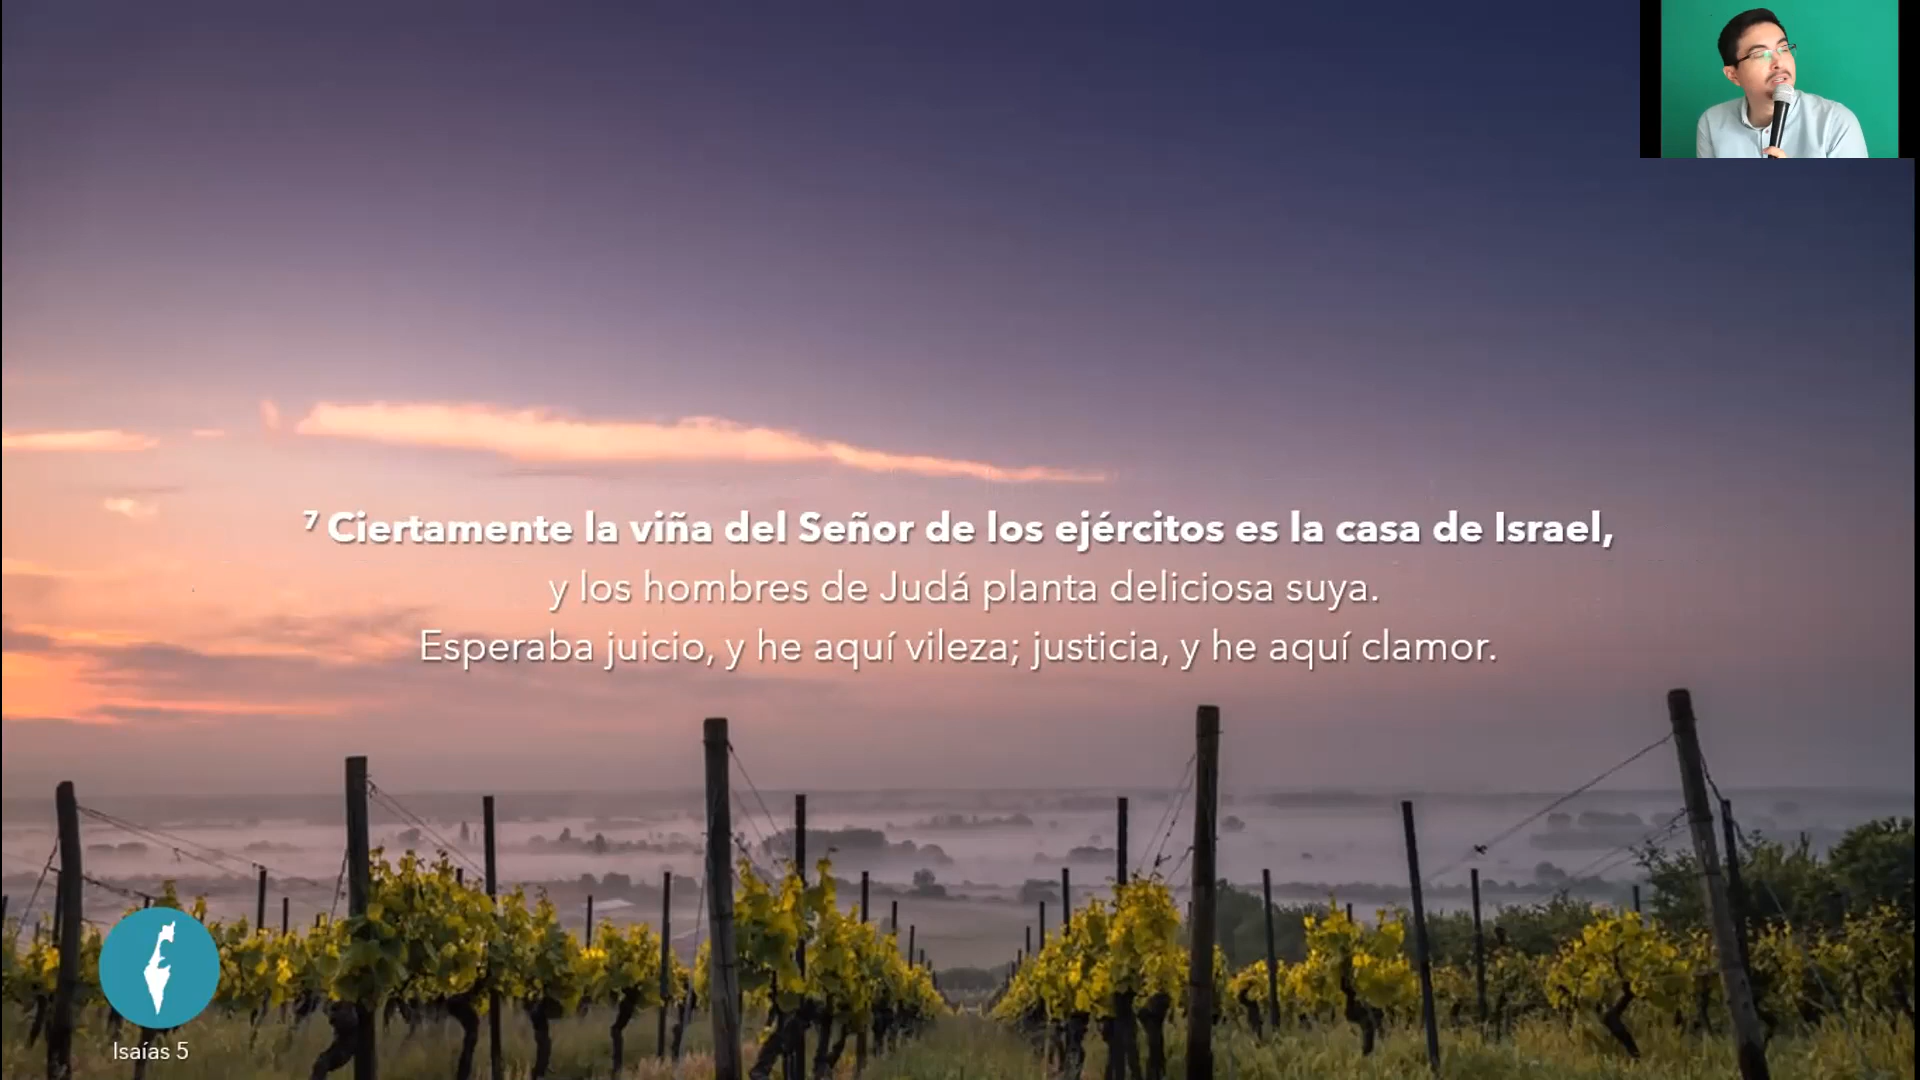 ⁷ Ciertamente la viña del Señor de los ejércitos es la casa de Israel,
y los hombres de Judá planta deliciosa suya.
Esperaba juicio, y he aquí vileza; justicia, y he aquí clamor.
Isaías 5